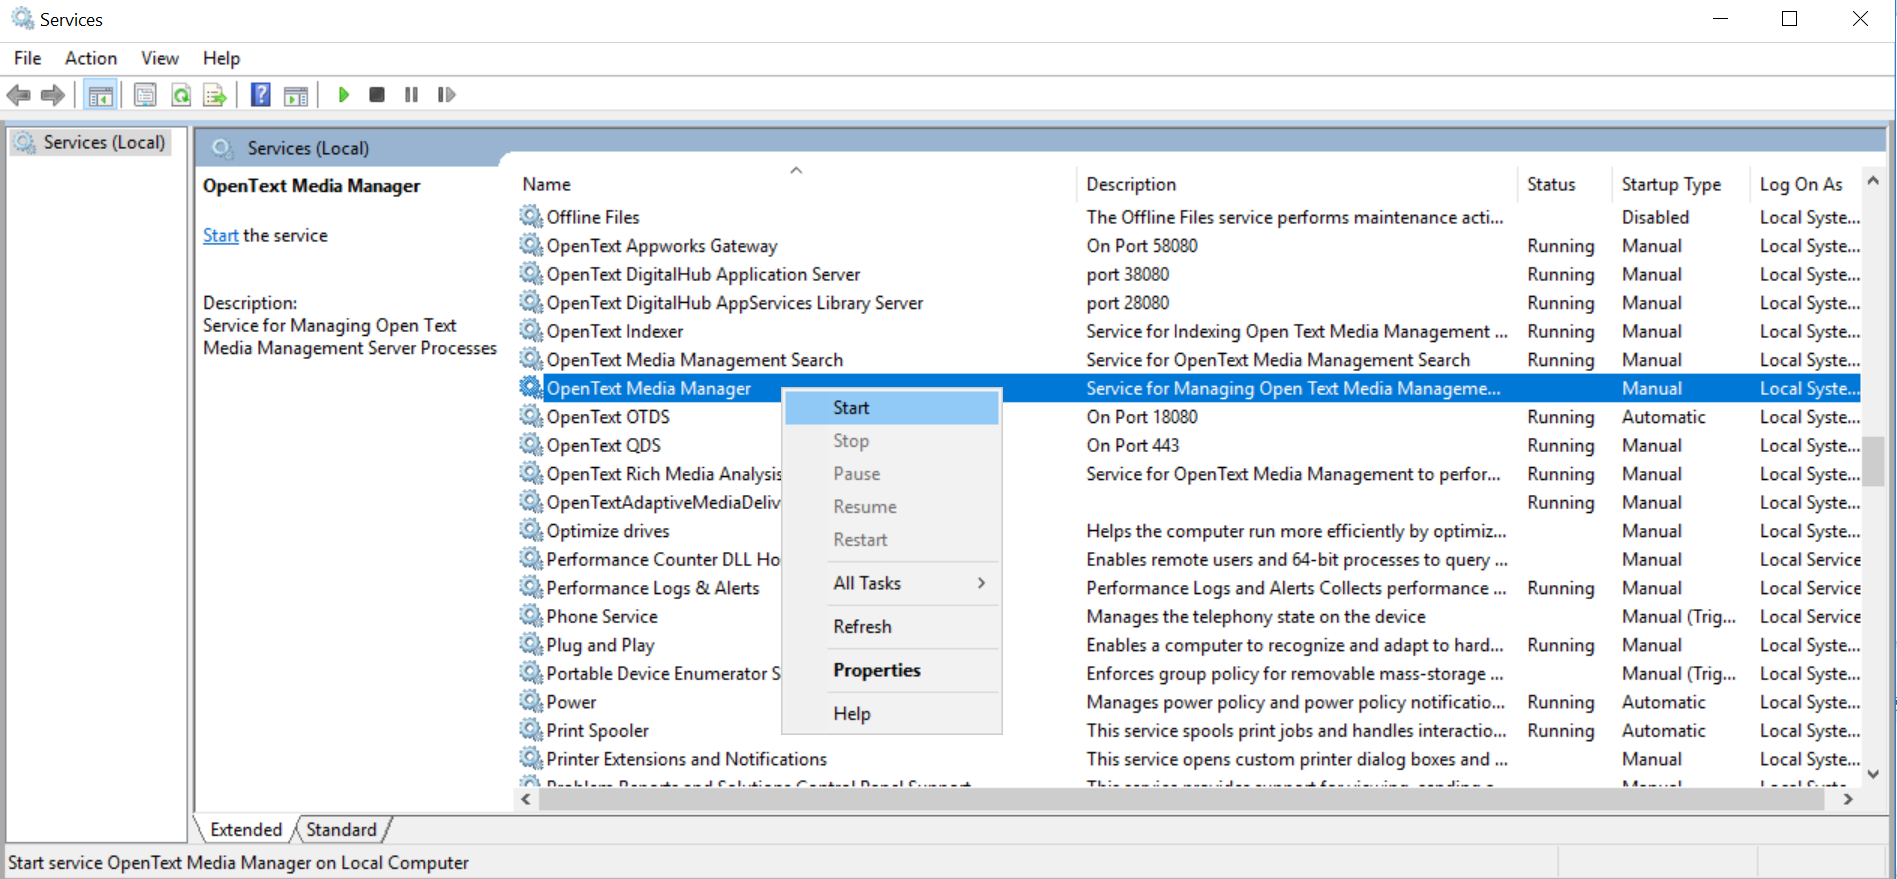 Services
File Action View Help
Services (Local)
Services (Local)
OpenText Media Manager
Start the service
Description:
Service for Managing Open Text
Media Management Server Processes
Name Description Status Startup Type Log On As
Offline Files The Offline Files service performs maintenance acti... Disabled Local Syste...
OpenText Appworks Gateway On Port 58080 Running Manual Local Syste...
OpenText DigitalHub Application Server port 38080 Running Manual Local Syste...
OpenText DigitalHub AppServices Library Server port 28080 Running Manual Local Syste...
OpenText Indexer Service for Indexing Open Text Media Management ... Running Manual Local Syste...
OpenText Media Management Search Service for OpenText Media Management Search Running Manual Local Syste...
OpenText Media Manager Service for Managing Open Text Media Manageme... Manual Local Syste...
OpenText OTDS On Port 18080 Running Automatic Local Syste...
OpenText QDS On Port 443 Running Manual Local Syste...
OpenText Rich Media Analysis Service for OpenText Media Management to perfor... Running Manual Local Syste...
OpenTextAdaptiveMediaDeliv Running Manual Local Syste...
Optimize drives Helps the computer run more efficiently by optimiz... Manual Local Syste...
Performance Counter DLL Ho Enables remote users and 64-bit processes to query ... Manual Local Service
Performance Logs & Alerts Performance Logs and Alerts Collects performance ... Running Manual Local Service
Phone Service Manages the telephony state on the device Manual (Trig... Local Service
Plug and Play Enables a computer to recognize and adapt to hard... Running Manual Local Syste...
Portable Device Enumerator S Enforces group policy for removable mass-storage ... Manual (Trig... Local Syste...
Power Manages power policy and power policy notificatio... Running Automatic Local Syste...
Print Spooler This service spools print jobs and handles interactio... Running Automatic Local Syste...
Printer Extensions and Notifications This service opens custom printer dialog boxes and ... Manual Local Syste...
Start
Stop
Pause
Resume
Restart
All Tasks
Refresh
Properties
Help
Extended Standard
Start service OpenText Media Manager on Local Computer